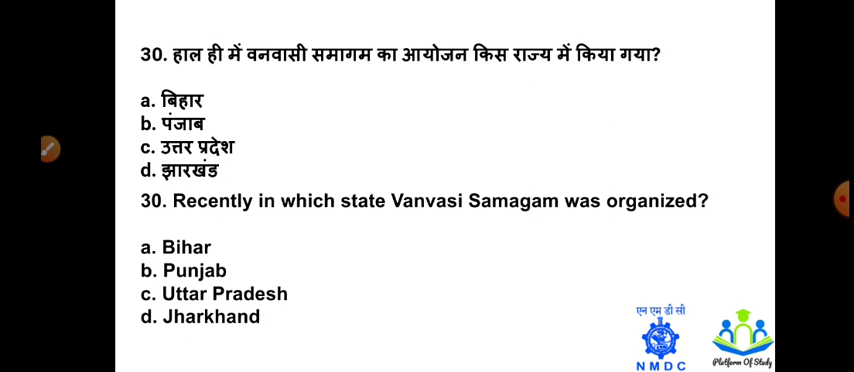 30. हाल ही में वनवासी समागम का आयोजन किस राज्य में किया गया?
a. बिहार
b. पंजाब
c. उत्तर प्रदेश
d. झारखंड
30. Recently in which state Vanvasi Samagam was organized?
a. Bihar
b. Punjab
c. Uttar Pradesh
d. Jharkhand
एन एम डी सी
NMDC
Platform Of Study